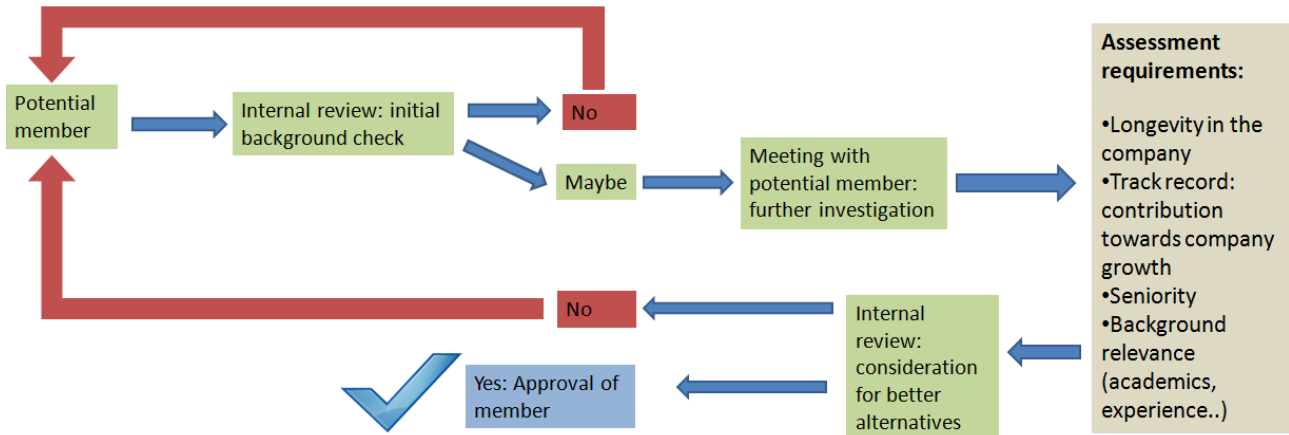 Potential
member
Internal review: initial
background check
No
Maybe
Meeting with
potential member:
further investigation
Assessment
requirements:
•Longevity in the
company
•Track record:
contribution
towards company
growth
•Seniority
•Background
relevance
(academics,
experience..)
Internal
review:
consideration
for better
alternatives
No
Yes: Approval of
member